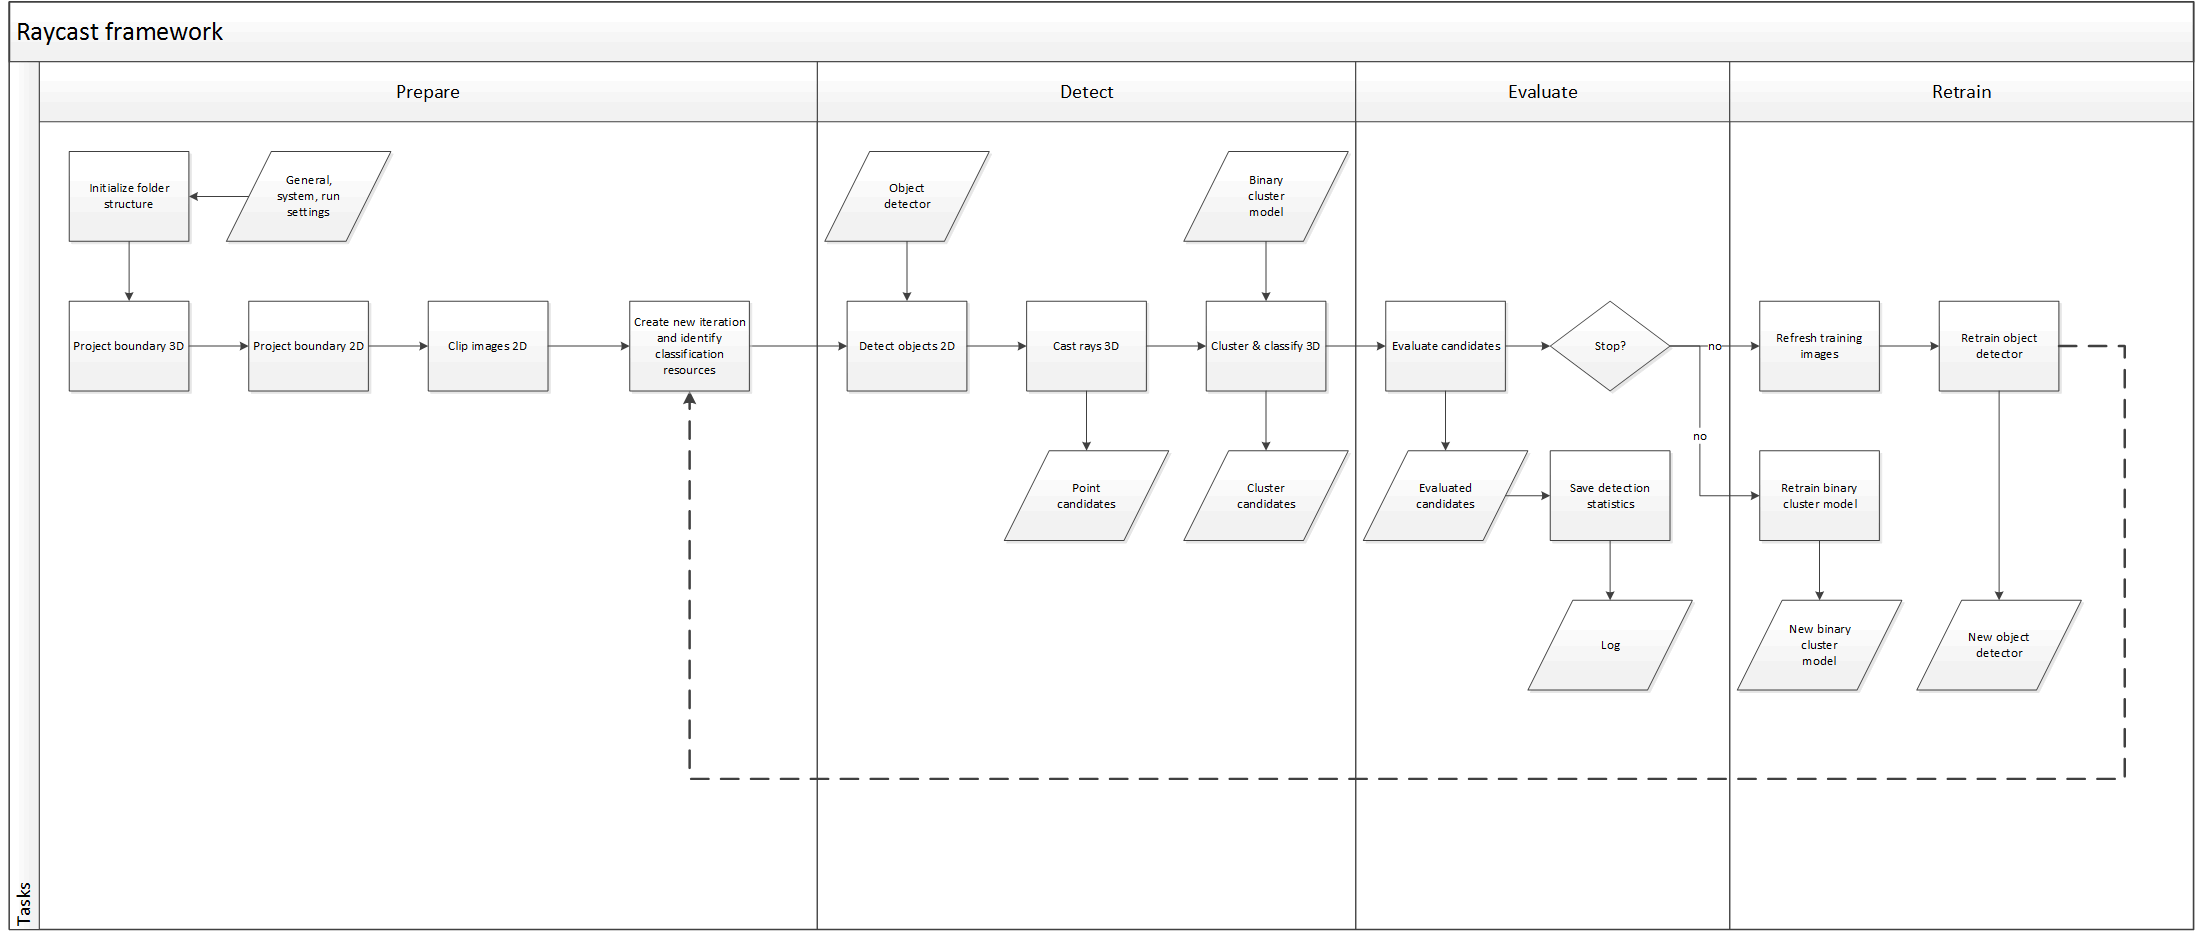 Raycast framework
Tasks
Prepare
Detect
Evaluate
Retrain
Initialize folder
structure
General,
system, run
settings
Object
detector
Binary
cluster
model
Project boundary 3D
Project boundary 2D
Clip images 2D
Create new iteration
and identify
classification
resources
Detect objects 2D
Cast rays 3D
Cluster & classify 3D
Evaluate candidates
Stop?
no
Refresh training
images
Retrain object
detector
no
Point
candidates
Cluster
candidates
Evaluated
candidates
Save detection
statistics
Retrain binary
cluster model
Log
New binary
cluster
model
New object
detector